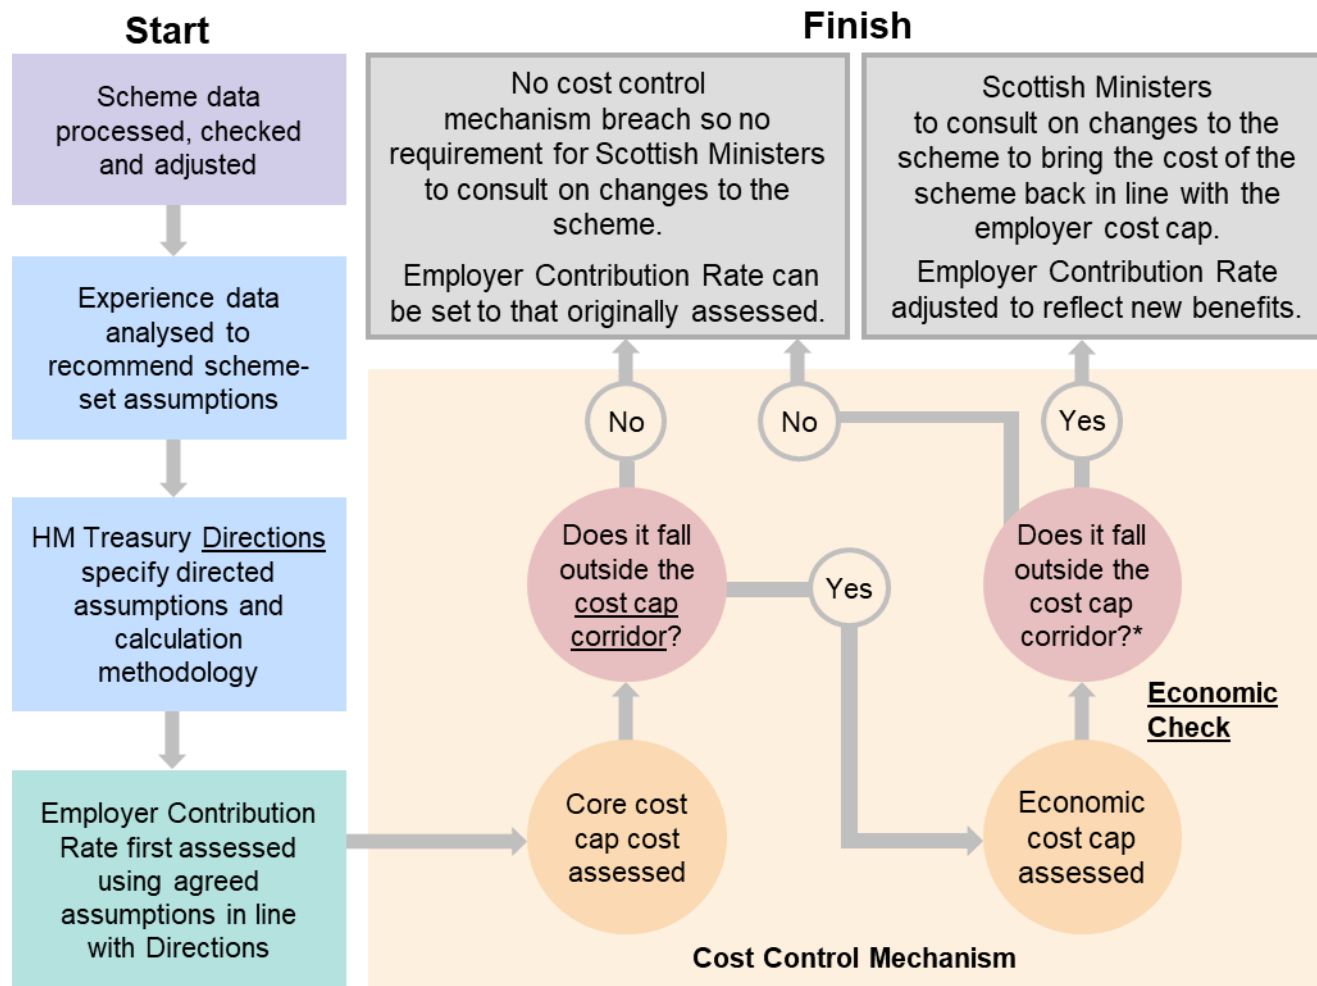 Start
Scheme data
processed, checked
and adjusted
Experience data
analysed to
recommend scheme-
set assumptions
HM Treasury Directions
specify directed
assumptions and
calculation
methodology
Employer Contribution
Rate first assessed
using agreed
assumptions in line
with Directions
Finish
No cost control
mechanism breach so no
requirement for Scottish Ministers
to consult on changes to the
scheme.
Employer Contribution Rate can
be set to that originally assessed.
Scottish Ministers
to consult on changes to the
scheme to bring the cost of the
scheme back in line with the
employer cost cap.
Employer Contribution Rate
adjusted to reflect new benefits.
No
No
Yes
Does it fall
outside the
cost cap
corridor?
Yes
Does it fall
outside the
cost cap
corridor?*
Economic
Check
Core cost
cap cost
assessed
Economic
cost cap
assessed
Cost Control Mechanism